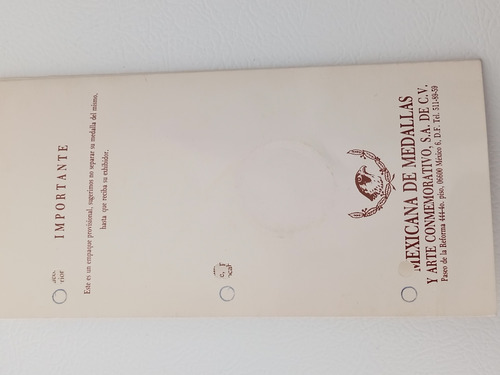 IMPORTANTE
Este es un empaque provisional, sugerimos no separar su medalla del mismo,
hasta que reciba su exhibidor.
MEXICANA DE MEDALLAS
Y ARTE CONMEMORATIVO, S.A. DE C.V.
Paseo de la Reforma 444-4o. piso, 06600 México 6, D.F. Tel. 511-89-59